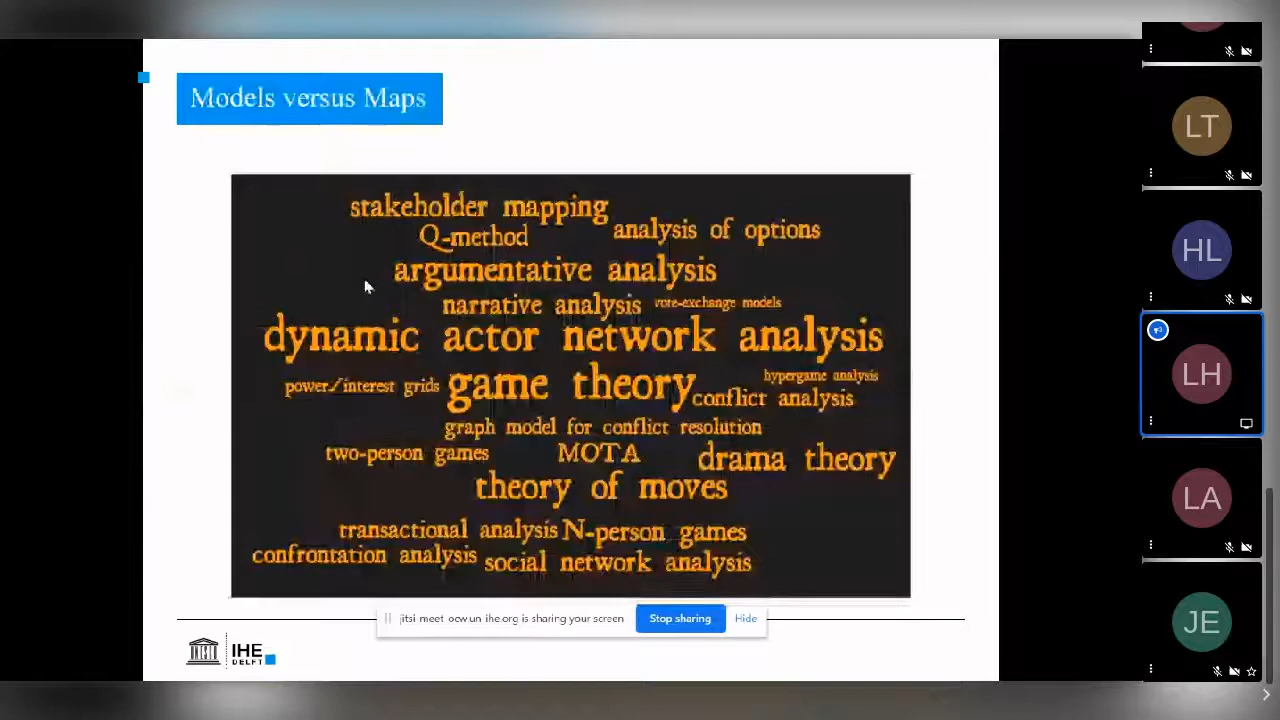 Models versus Maps
stakeholder mapping
Q-method
analysis of options
argumentative analysis
narrative analysis
vote-exchange models
dynamic actor network analysis
power/interest grids
game theory
hypergame analysis
conflict analysis
graph model for conflict resolution
two-person games
MOTA
drama theory
theory of moves
transactional analysis
N-person games
confrontation analysis
social network analysis
jitsi-meet-ocw-un-ihe.org is sharing your screen
Stop sharing
Hide
IHE
DELFT
LT
HL
LH
LA
JE